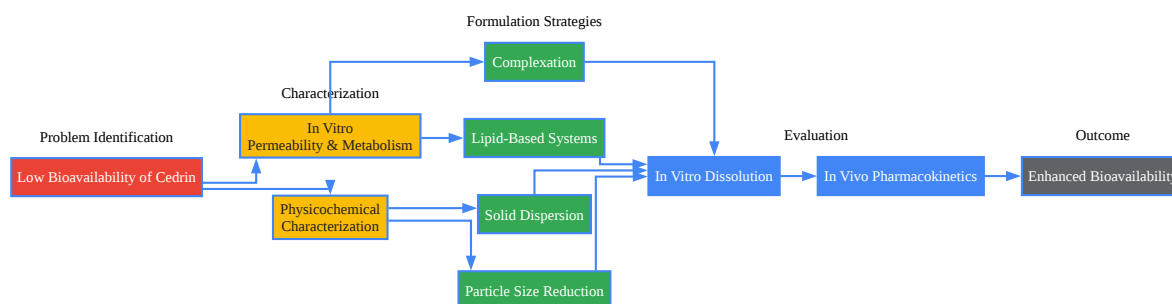 Formulation Strategies
Complexation
Characterization
In Vitro
Permeability & Metabolism
Lipid-Based Systems
Problem Identification
Low Bioavailability of Cedrin
Evaluation
Outcome
In Vitro Dissolution
In Vivo Pharmacokinetics
Enhanced Bioavailability
Physicochemical
Characterization
Solid Dispersion
Particle Size Reduction